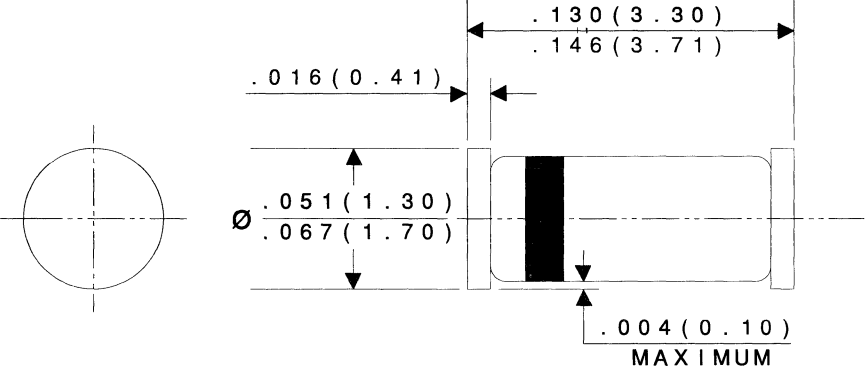 .130(3.30)
.146(3.71)
.016(0.41)
Ø .051(1.30)
.067(1.70)
.004(0.10)
MAXIMUM